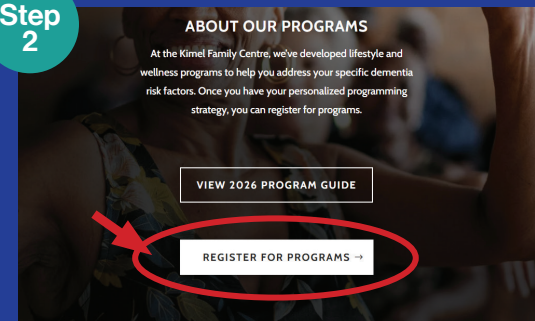 Step
2
ABOUT OUR PROGRAMS
At the Kimel Family Centre, we've developed lifestyle and
wellness programs to help you address your specific dementia
risk factors. Once you have your personalized programming
strategy, you can register for programs.
VIEW 2026 PROGRAM GUIDE
REGISTER FOR PROGRAMS →